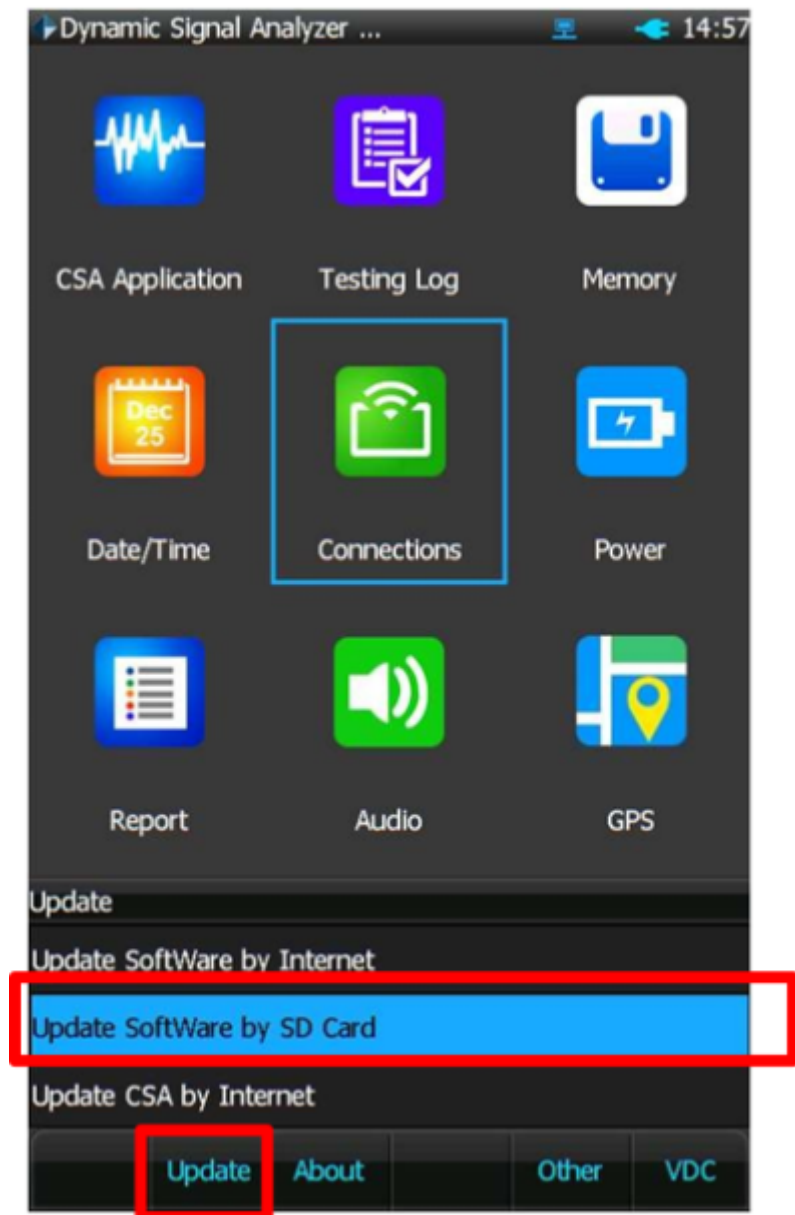 Dynamic Signal Analyzer ... 14:57
CSA Application Testing Log Memory
Dec
25
Date/Time Connections Power
Report Audio GPS
Update
Update SoftWare by Internet
Update SoftWare by SD Card
Update CSA by Internet
Update About Other VDC